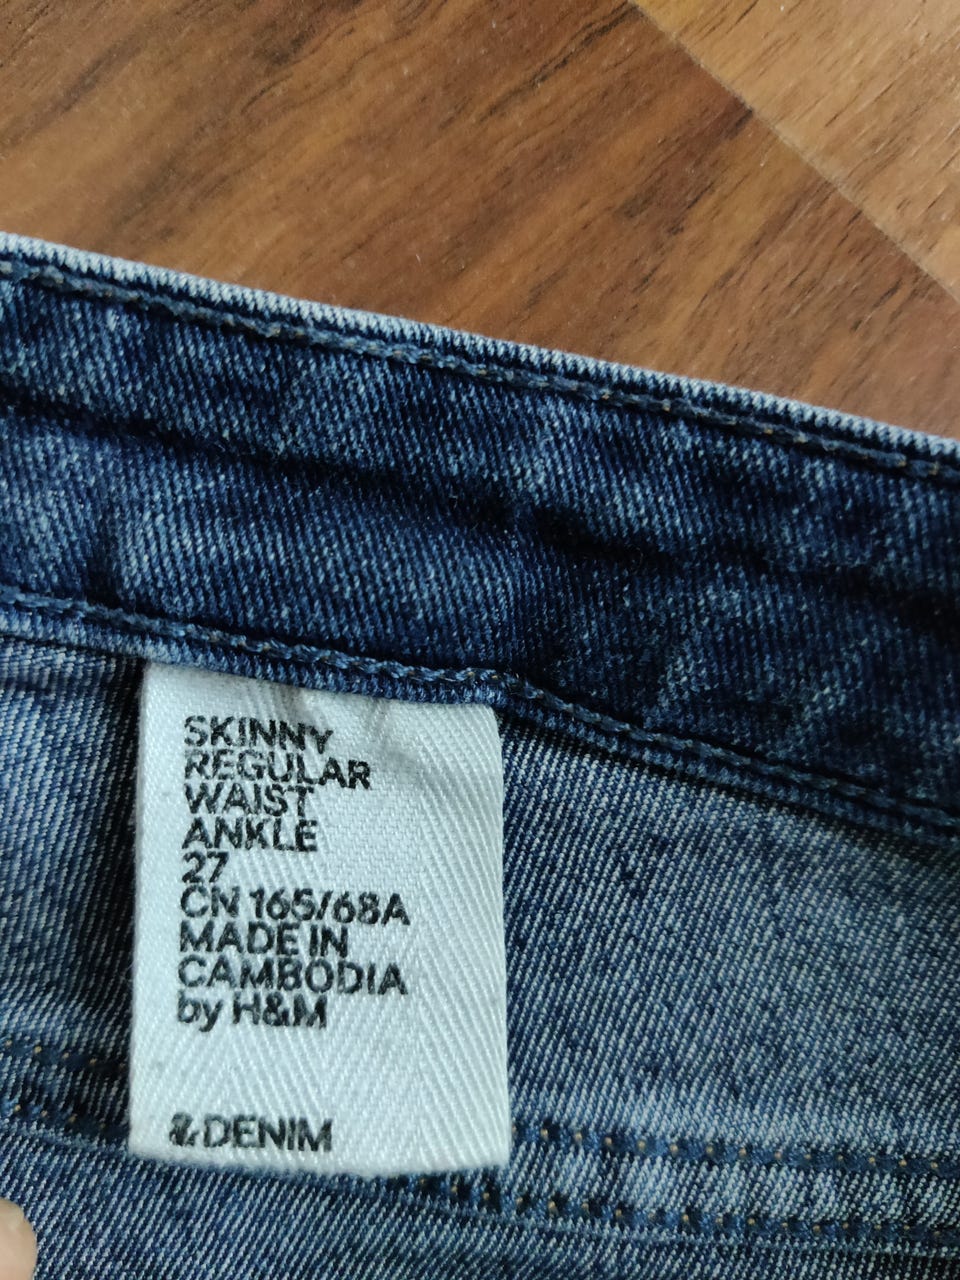 SKINNY
REGULAR
WAIST
ANKLE
27
CN 165/68A
MADE IN
CAMBODIA
by H&M
&DENIM